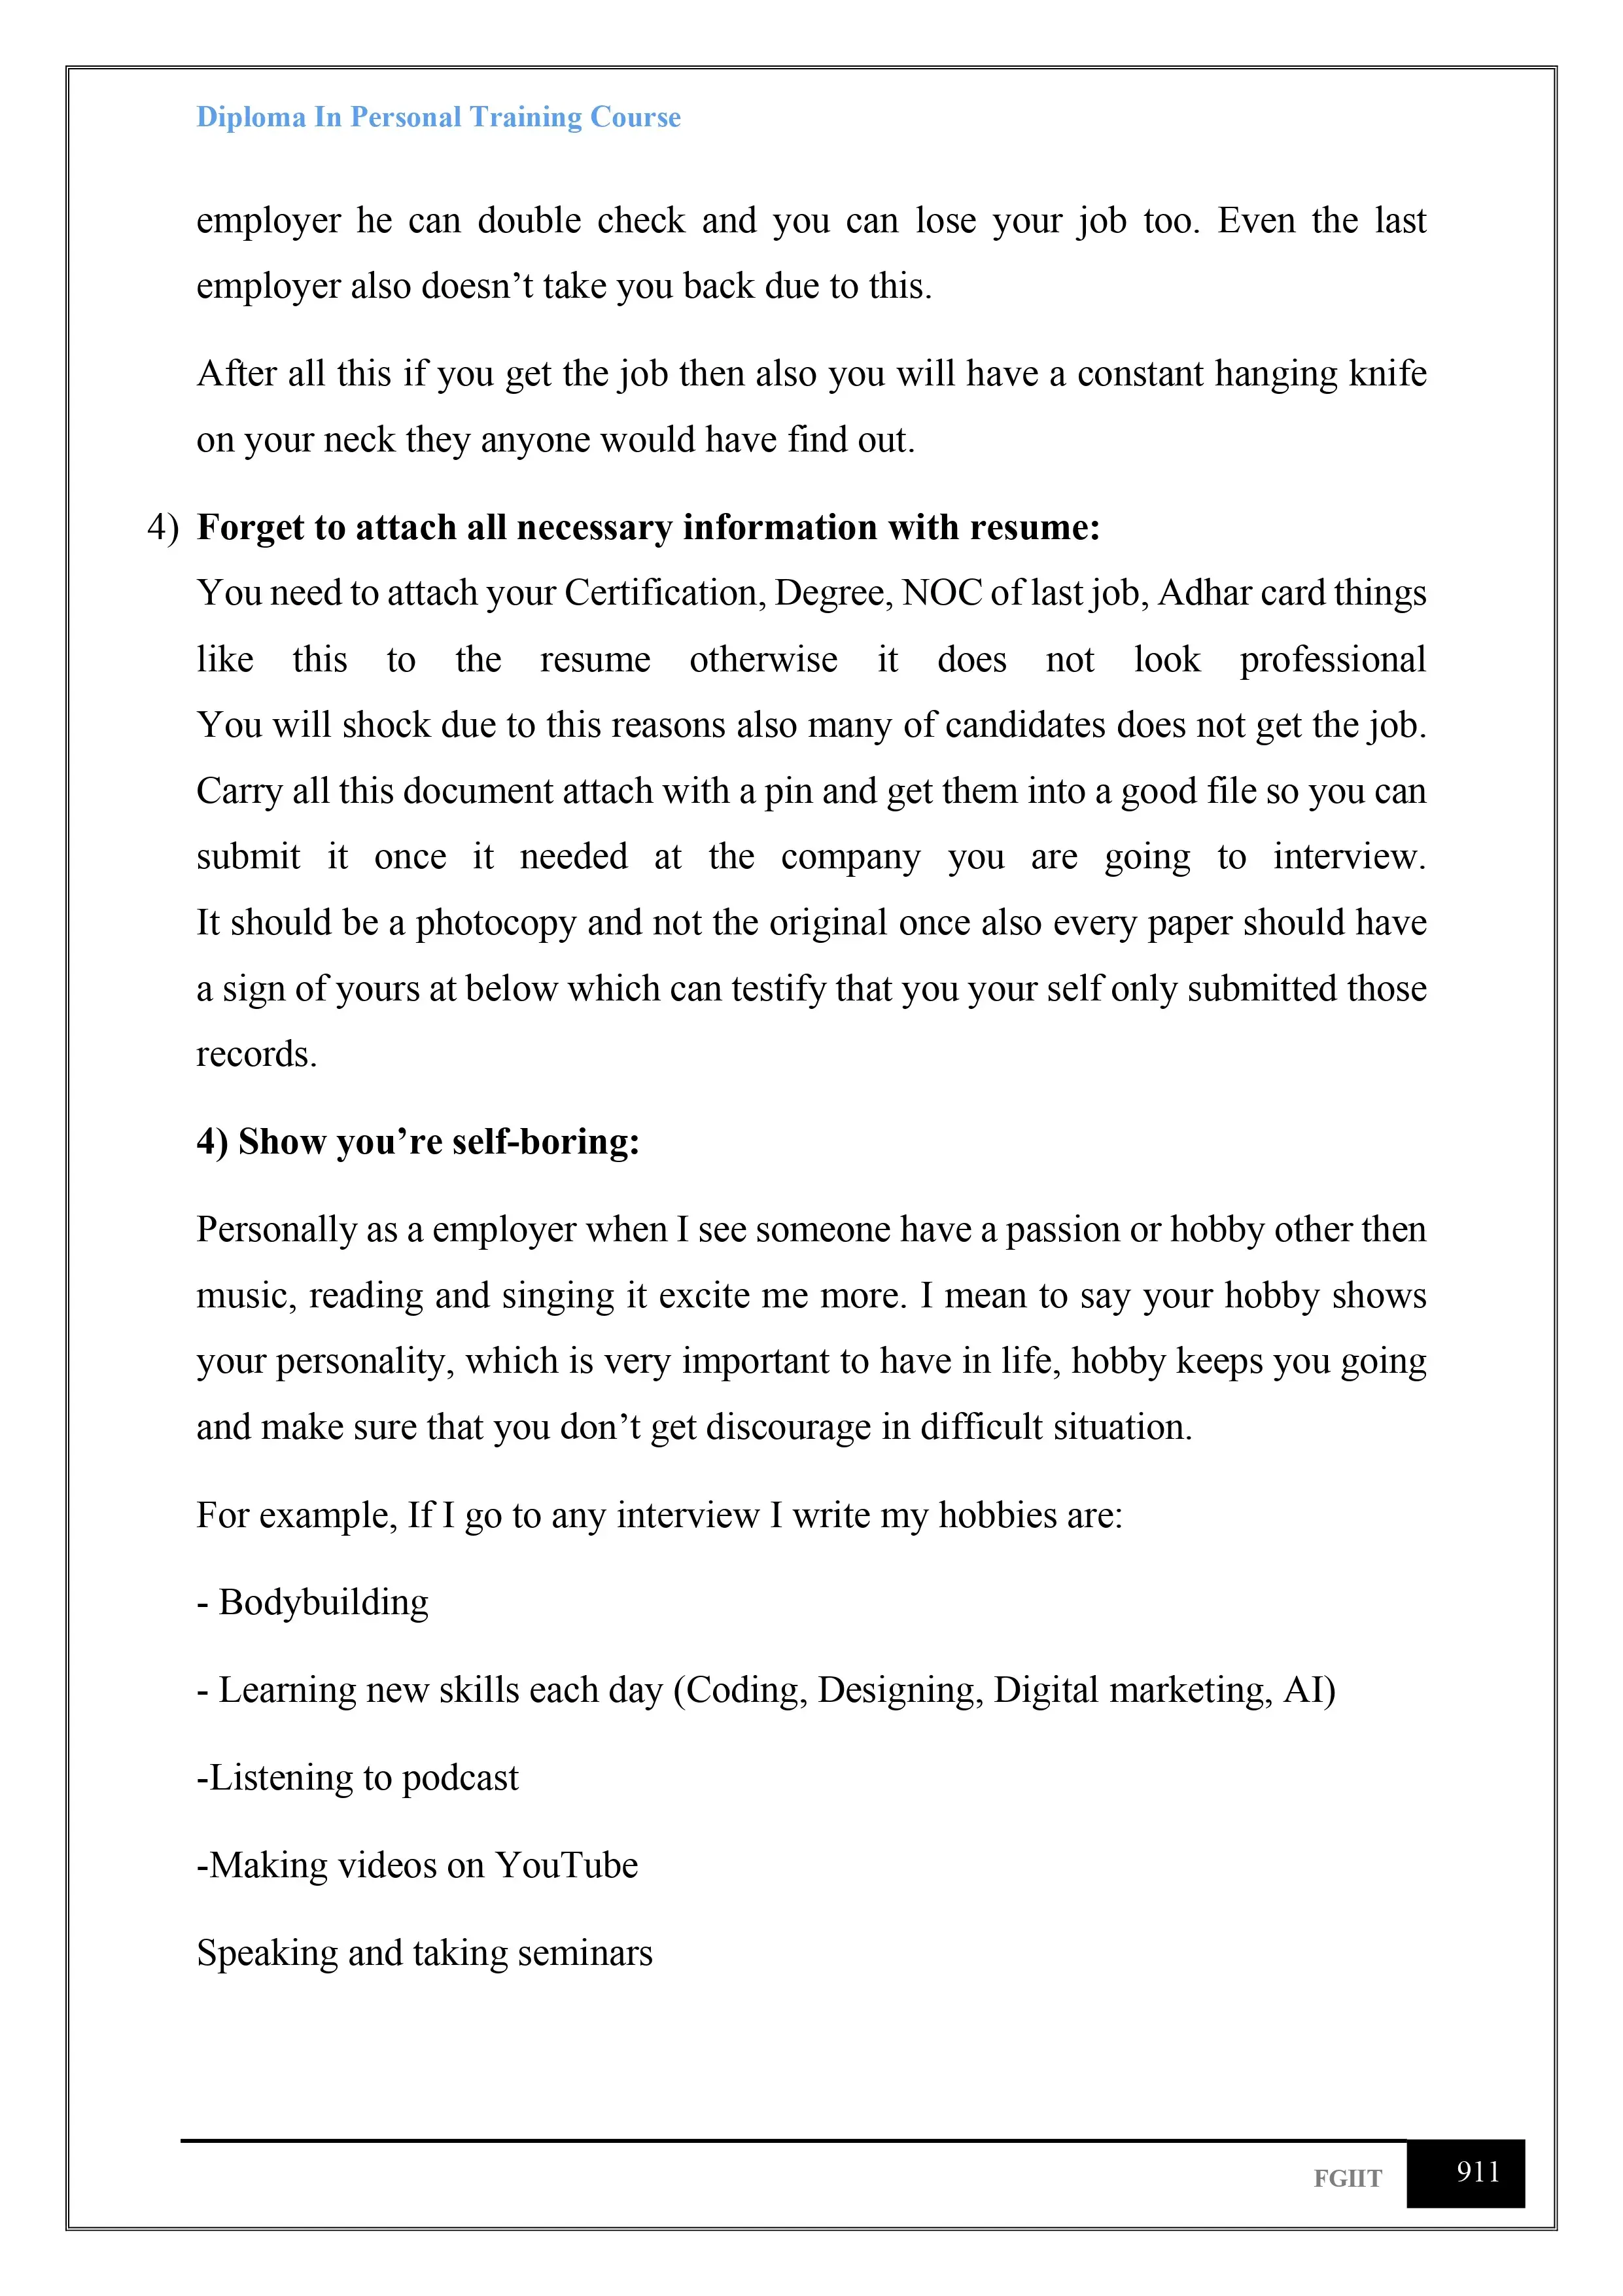 Diploma In Personal Training Course
employer he can double check and you can lose your job too. Even the last
employer also doesn’t take you back due to this.
After all this if you get the job then also you will have a constant hanging knife
on your neck they anyone would have find out.
4) Forget to attach all necessary information with resume:
You need to attach your Certification, Degree, NOC of last job, Adhar card things
like this to the resume otherwise it does not look professional
You will shock due to this reasons also many of candidates does not get the job.
Carry all this document attach with a pin and get them into a good file so you can
submit it once it needed at the company you are going to interview.
It should be a photocopy and not the original once also every paper should have
a sign of yours at below which can testify that you your self only submitted those
records.
4) Show you’re self-boring:
Personally as a employer when I see someone have a passion or hobby other then
music, reading and singing it excite me more. I mean to say your hobby shows
your personality, which is very important to have in life, hobby keeps you going
and make sure that you don’t get discourage in difficult situation.
For example, If I go to any interview I write my hobbies are:
- Bodybuilding
- Learning new skills each day (Coding, Designing, Digital marketing, AI)
-Listening to podcast
-Making videos on YouTube
Speaking and taking seminars
FGIIT 911